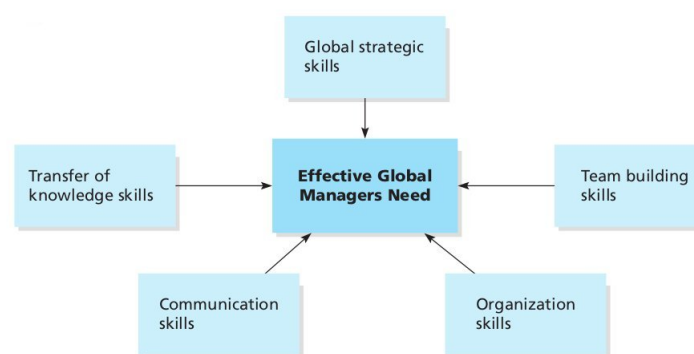 Global strategic
skills
Transfer of
knowledge skills
Effective Global
Managers Need
Team building
skills
Communication
skills
Organization
skills